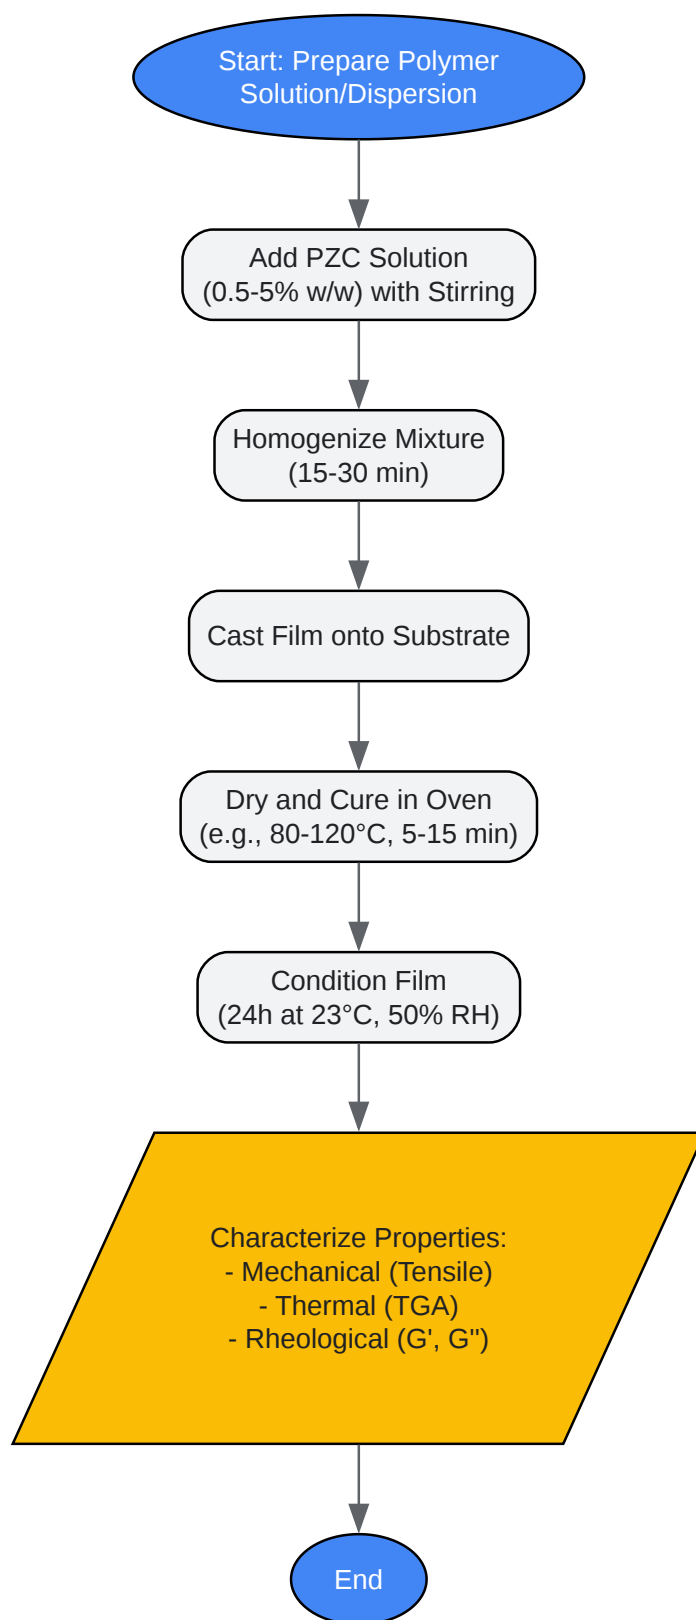 Start: Prepare Polymer
Solution/Dispersion
Add PZC Solution
(0.5-5% w/w) with Stirring
Homogenize Mixture
(15-30 min)
Cast Film onto Substrate
Dry and Cure in Oven
(e.g., 80-120°C, 5-15 min)
Condition Film
(24h at 23°C, 50% RH)
Characterize Properties:
- Mechanical (Tensile)
- Thermal (TGA)
- Rheological (G', G'')
End